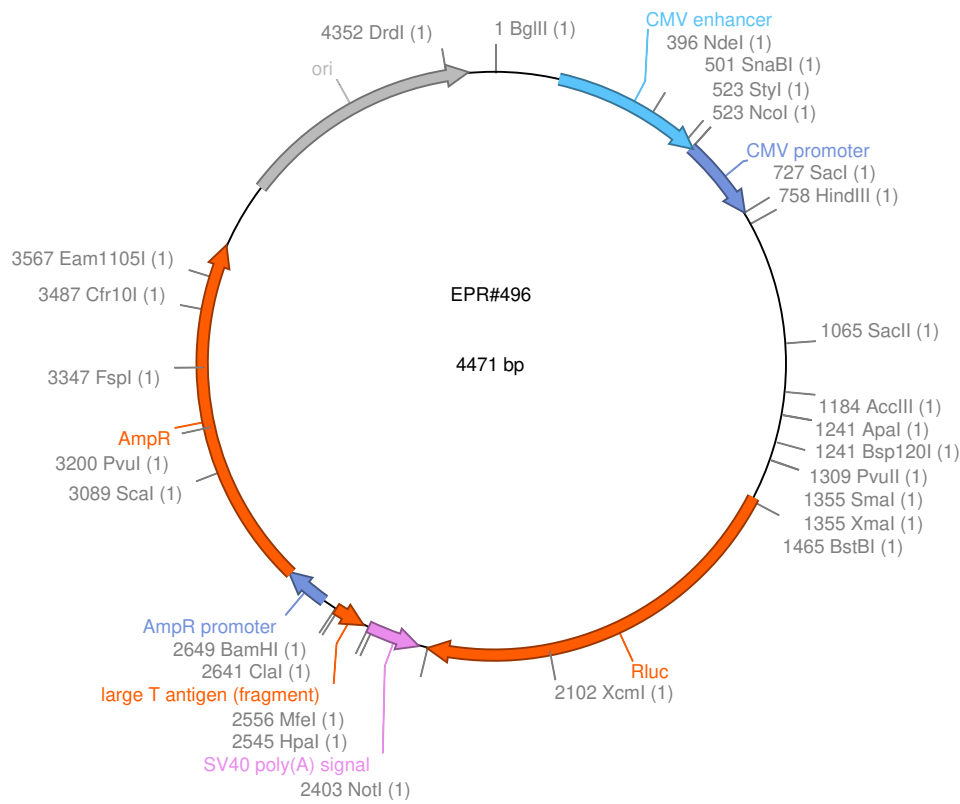 CMV enhancer
4352 DrdI (1)
1 BglII (1)
396 NdeI (1)
ori
501 SnaBI (1)
523 StyI (1)
523 NcoI (1)
CMV promoter
727 SacI (1)
758 HindIII (1)
3567 Eam1105I (1)
3487 Cfr10I (1)
EPR#496
1065 SacII (1)
4471 bp
3347 FspI (1)
1184 AccIII (1)
1241 ApaI (1)
AmpR
1241 Bsp120I (1)
3200 PvuI (1)
1309 PvuII (1)
3089 ScaI (1)
1355 SmaI (1)
1355 XmaI (1)
1465 BstBI (1)
AmpR promoter
2649 BamHI (1)
2641 ClaI (1)
Rluc
large T antigen (fragment)
2102 XcmI (1)
2556 MfeI (1)
2545 HpaI (1)
SV40 poly(A) signal
2403 NotI (1)